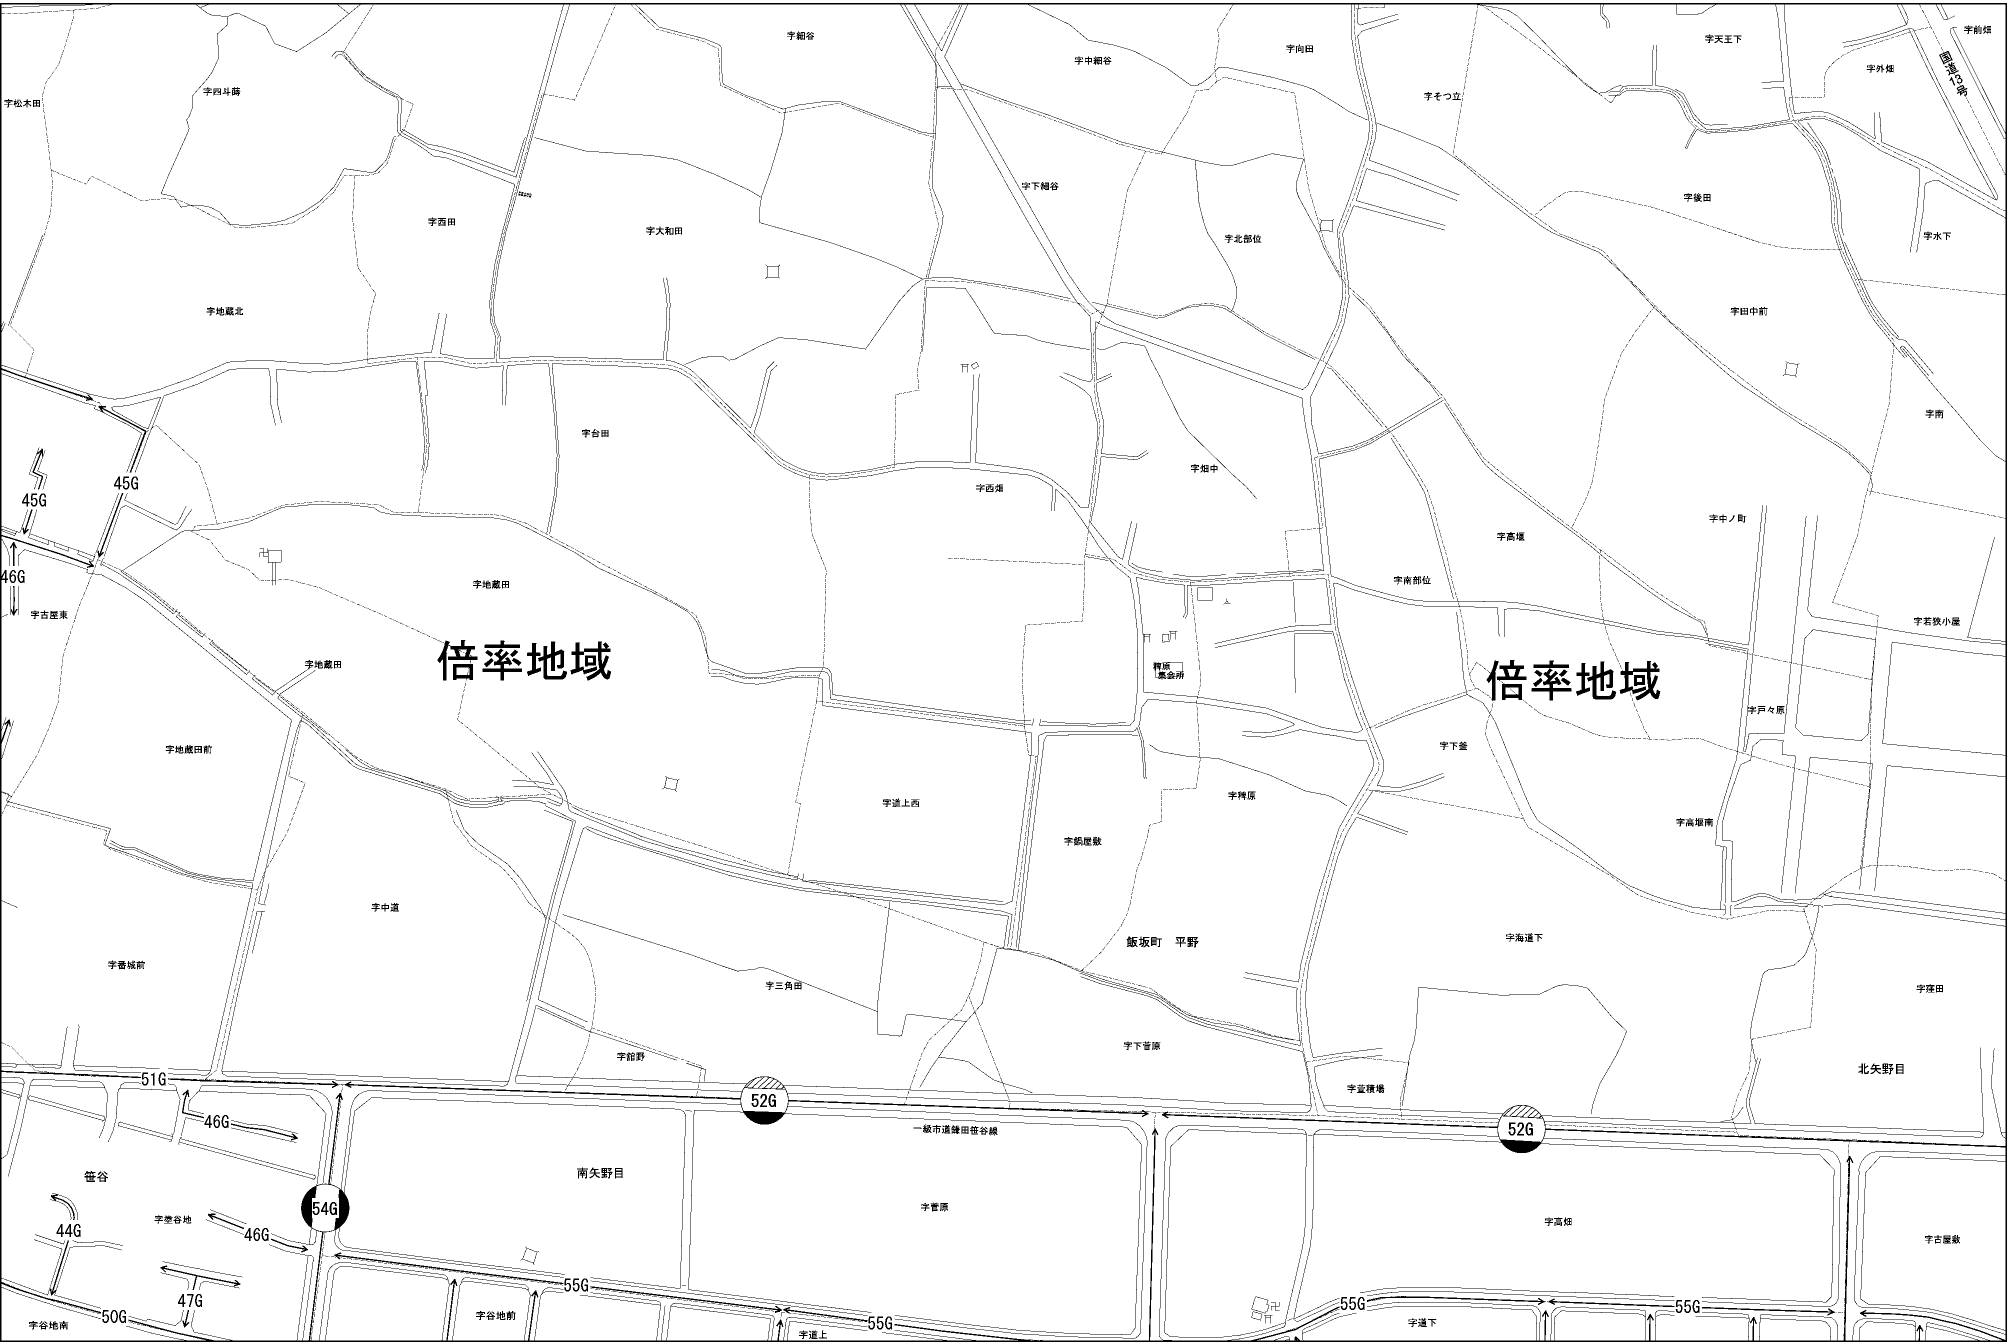 字細谷
字中細谷
字向田
字天王下
字前畑
国道13号
字外畑
字四斗蒔
字松木田
字そつ立
字西田
字大和田
字下細谷
字北部位
字後田
字水下
字地蔵北
字田中前
字台田
字南
45G
45G
字西畑
字畑中
字中ノ町
字高堰
46G
字地蔵田
字南部位
字古屋東
字若狭小屋
字地蔵田
倍率地域
稗原
集会所
倍率地域
字戸々原
字地蔵田前
字下釜
字道上西
字稗原
字鍋屋敷
字高堰南
字中道
飯坂町 平野
字海道下
字番城前
字三角田
字窪田
字館野
字下菅原
字萱積場
北矢野目
51G
52G
46G
52G
一級市道鎌田笹谷線
笹谷
南矢野目
54G
字菅原
字塗谷地
44G
46G
字高畑
字古屋敷
47G
55G
50G
字谷地前
55G
55G
55G
字谷地南
字道上
字道下